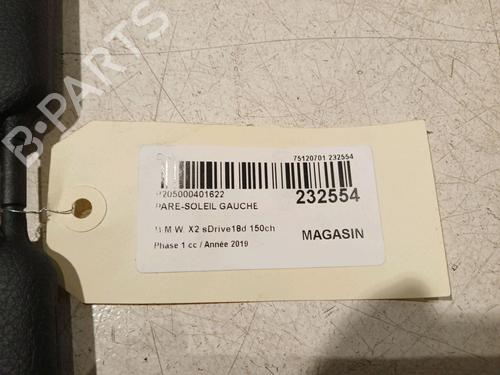 75120701 232554
P205000401622
232554
PARE-SOLEIL GAUCHE
B.M.W. X2 sDrive18d 150ch
MAGASIN
Phase 1 cc / Année 2019
B-PARTS